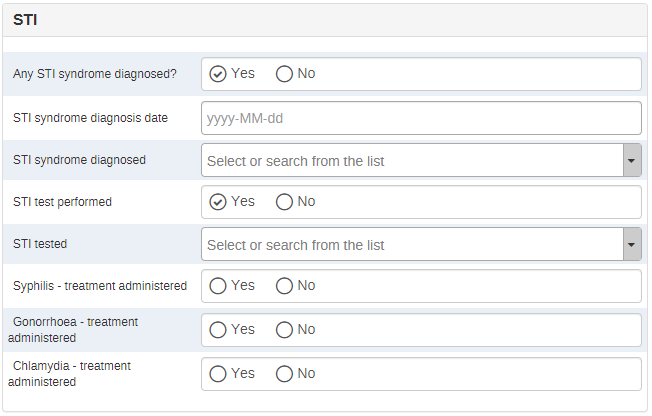 STI
Any STI syndrome diagnosed? Yes No
STI syndrome diagnosis date yyyy-MM-dd
STI syndrome diagnosed Select or search from the list
STI test performed Yes No
STI tested Select or search from the list
Syphilis - treatment administered Yes No
Gonorrhoea - treatment
administered Yes No
Chlamydia - treatment
administered Yes No